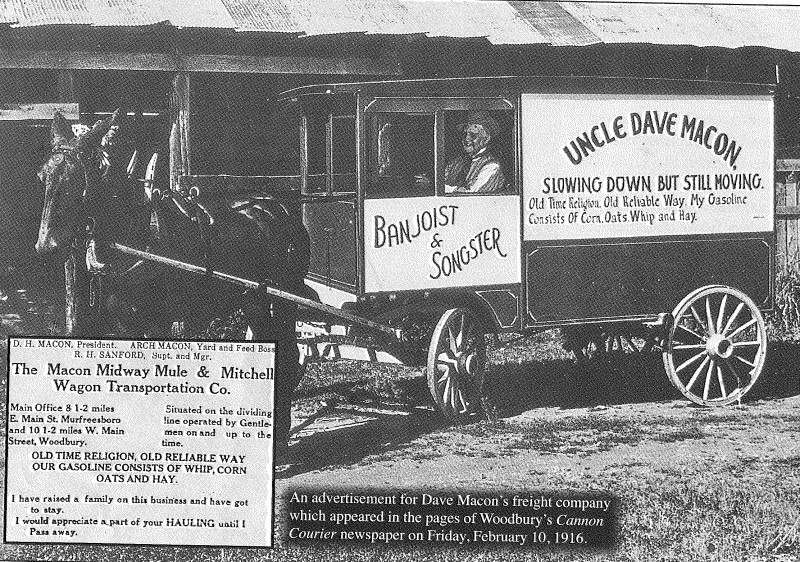 UNCLE DAVE MACON,
SLOWING DOWN BUT STILL MOVING.
Old Time Religion, Old Reliable Way, My Gasoline
Consists Of Corn, Oats, Whip and Hay.
BANJOIST
&
SONGSTER
D. H. MACON, President. ARCH MACON, Yard and Feed Boss
R. H. SANFORD, Supt. and Mgr.
The Macon Midway Mule & Mitchell
Wagon Transportation Co.
Main Office 8 1-2 miles
E. Main St. Murfreesboro
and 10 1-2 miles W. Main
Street, Woodbury.
Situated on the dividing
line operated by Gentle-
men on and up to the
time.
OLD TIME RELIGION, OLD RELIABLE WAY
OUR GASOLINE CONSISTS OF WHIP, CORN
OATS AND HAY.
I have raised a family on this business and have got
to stay.
I would appreciate a part of your HAULING until I
Pass away.
An advertisement for Dave Macon's freight company
which appeared in the pages of Woodbury's Cannon
Courier newspaper on Friday, February 10, 1916.